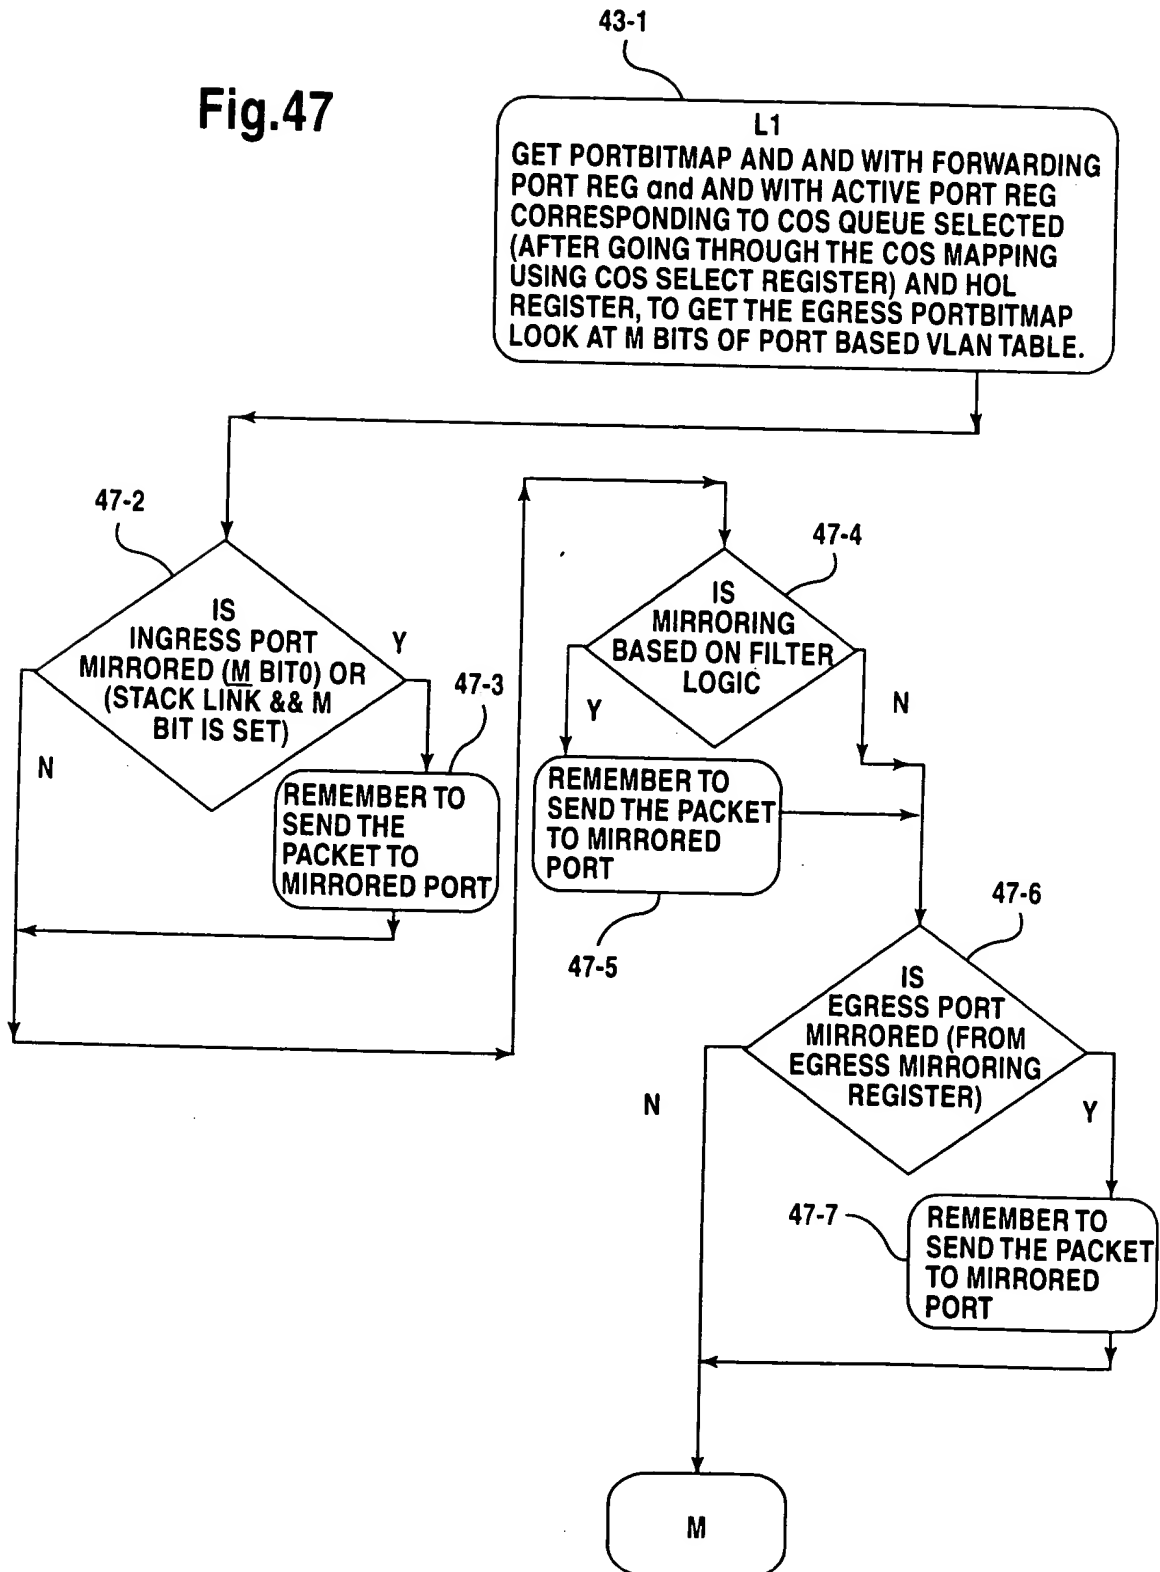 43-1
Fig.47
L1
GET PORTBITMAP AND AND WITH FORWARDING
PORT REG and AND WITH ACTIVE PORT REG
CORRESPONDING TO COS QUEUE SELECTED
(AFTER GOING THROUGH THE COS MAPPING
USING COS SELECT REGISTER) AND HOL
REGISTER, TO GET THE EGRESS PORTBITMAP
LOOK AT M BITS OF PORT BASED VLAN TABLE.
47-2
IS
INGRESS PORT
MIRRORED (M BIT0) OR
(STACK LINK && M
BIT IS SET)
Y
N
47-3
REMEMBER TO
SEND THE
PACKET TO
MIRRORED PORT
47-4
IS
MIRRORING
BASED ON FILTER
LOGIC
Y
N
REMEMBER TO
SEND THE PACKET
TO MIRRORED
PORT
47-5
47-6
IS
EGRESS PORT
MIRRORED (FROM
EGRESS MIRRORING
REGISTER)
N
Y
47-7
REMEMBER TO
SEND THE PACKET
TO MIRRORED
PORT
M